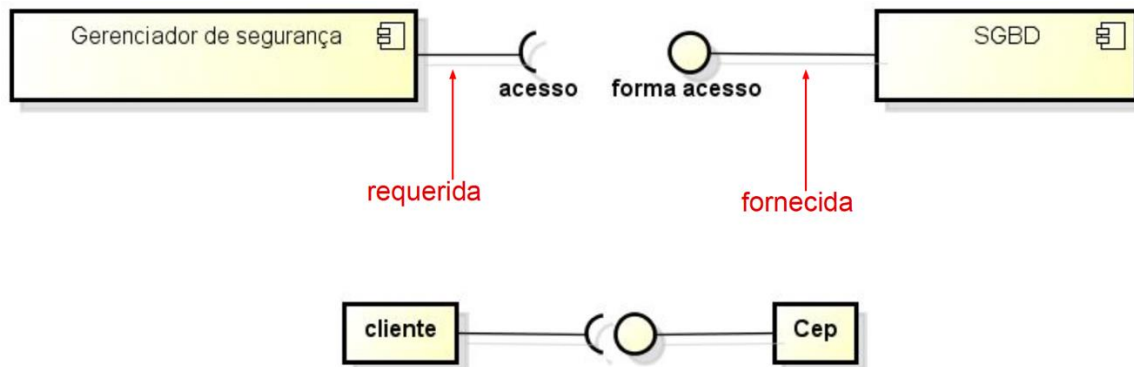 Gerenciador de segurança
SGBD
acesso
forma acesso
requerida
fornecida
cliente
Cep